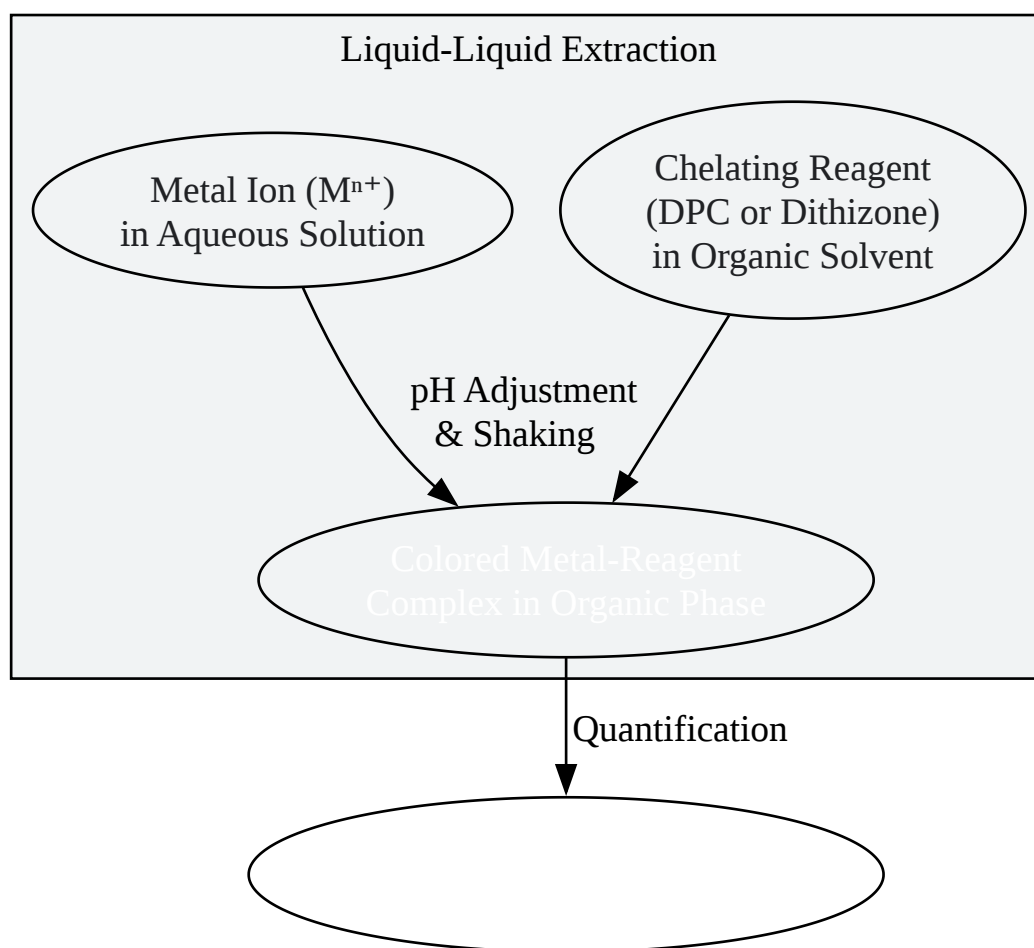 Liquid-Liquid Extraction
Metal Ion (Mⁿ⁺)
in Aqueous Solution
Chelating Reagent
(DPC or Dithizone)
in Organic Solvent
pH Adjustment
& Shaking
Colored Metal-Reagent
Complex in Organic Phase
Quantification